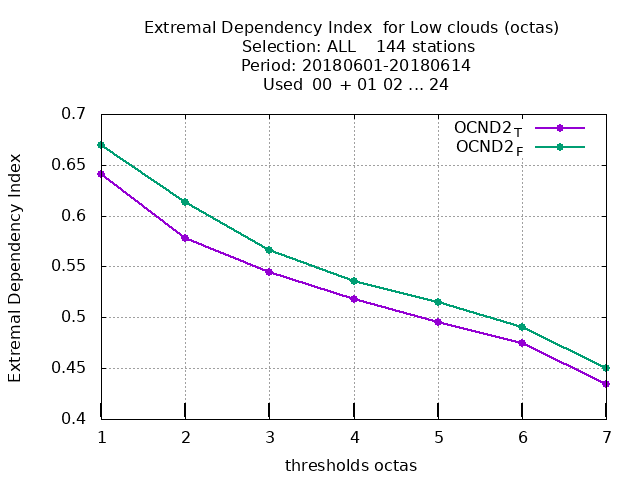 Extremal Dependency Index  for Low clouds (octas)
Selection: ALL    144 stations
Period: 20180601-20180614
Used  00 + 01 02 ... 24
OCND2T
OCND2F
Extremal Dependency Index
0.7
0.65
0.6
0.55
0.5
0.45
0.4
1 2 3 4 5 6 7
thresholds octas